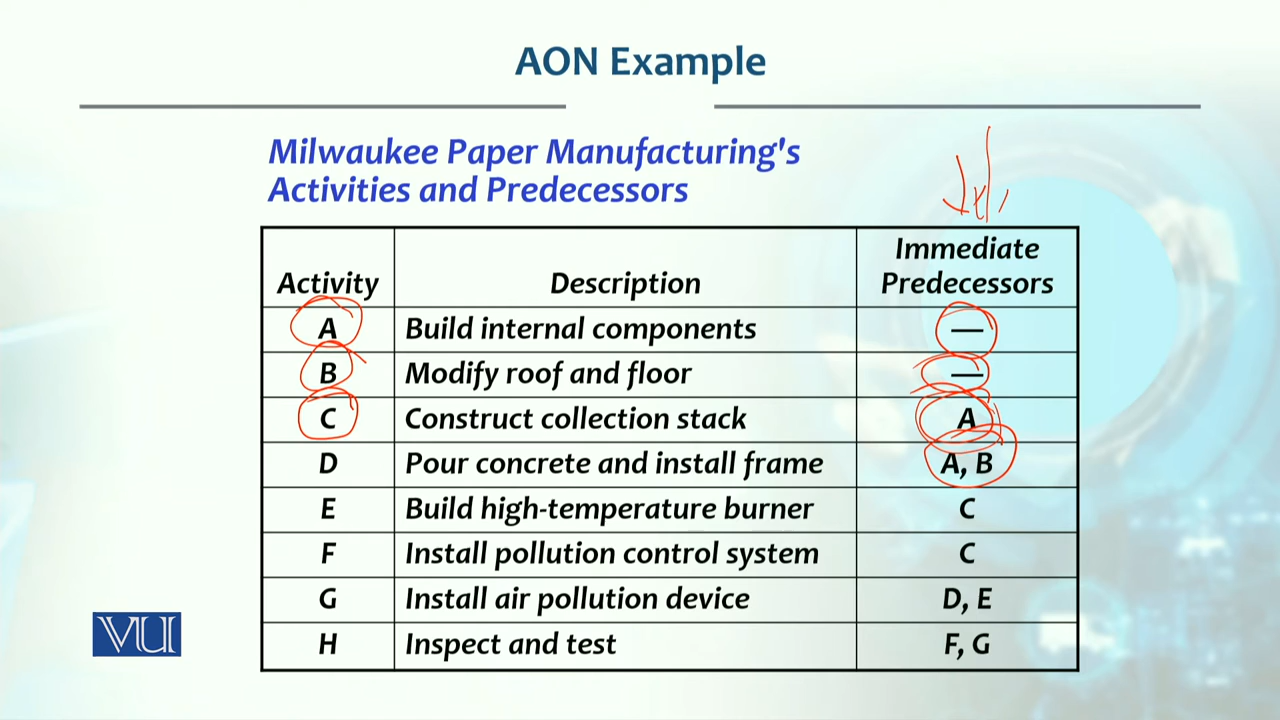 AON Example
Milwaukee Paper Manufacturing's
Activities and Predecessors
Activity Description Immediate Predecessors
A Build internal components —
B Modify roof and floor —
C Construct collection stack A
D Pour concrete and install frame A, B
E Build high-temperature burner C
F Install pollution control system C
G Install air pollution device D, E
H Inspect and test F, G
VU